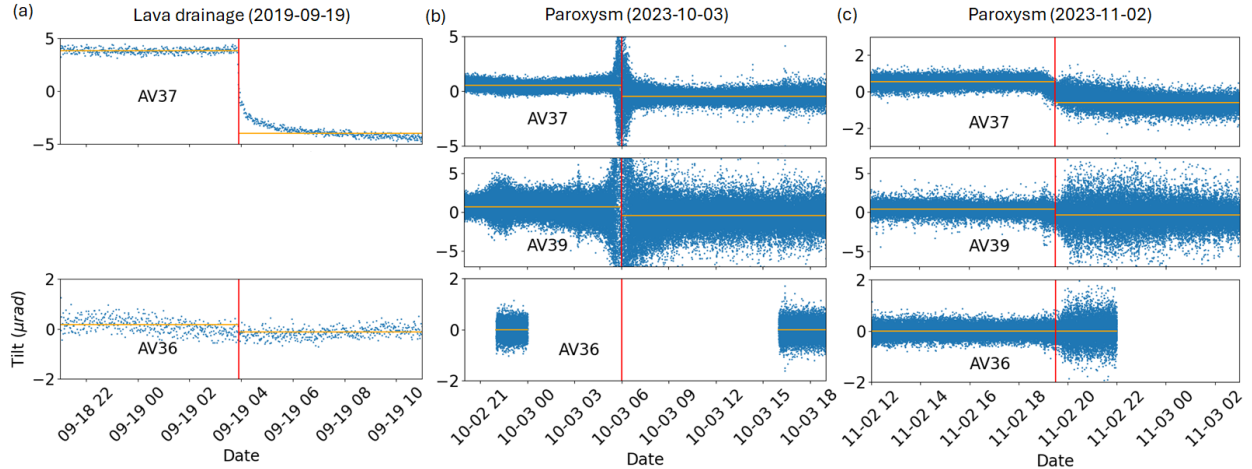 (a) Lava drainage (2019-09-19) (b) Paroxysm (2023-10-03) (c) Paroxysm (2023-11-02)
5 0 −5 AV37
5 0 −5 AV37
2 0 −2 AV37
5 0 −5 AV39
5 0 −5 AV39
Tilt (μrad)
2 0 −2 AV36
2 0 −2 AV36
2 0 −2 AV36
09-18 22 09-19 00 09-19 02 09-19 04 09-19 06 09-19 08 09-19 10
10-02 21 10-03 00 10-03 03 10-03 06 10-03 09 10-03 12 10-03 15 10-03 18
11-02 12 11-02 14 11-02 16 11-02 18 11-02 20 11-02 22 11-03 00 11-03 02
Date Date Date